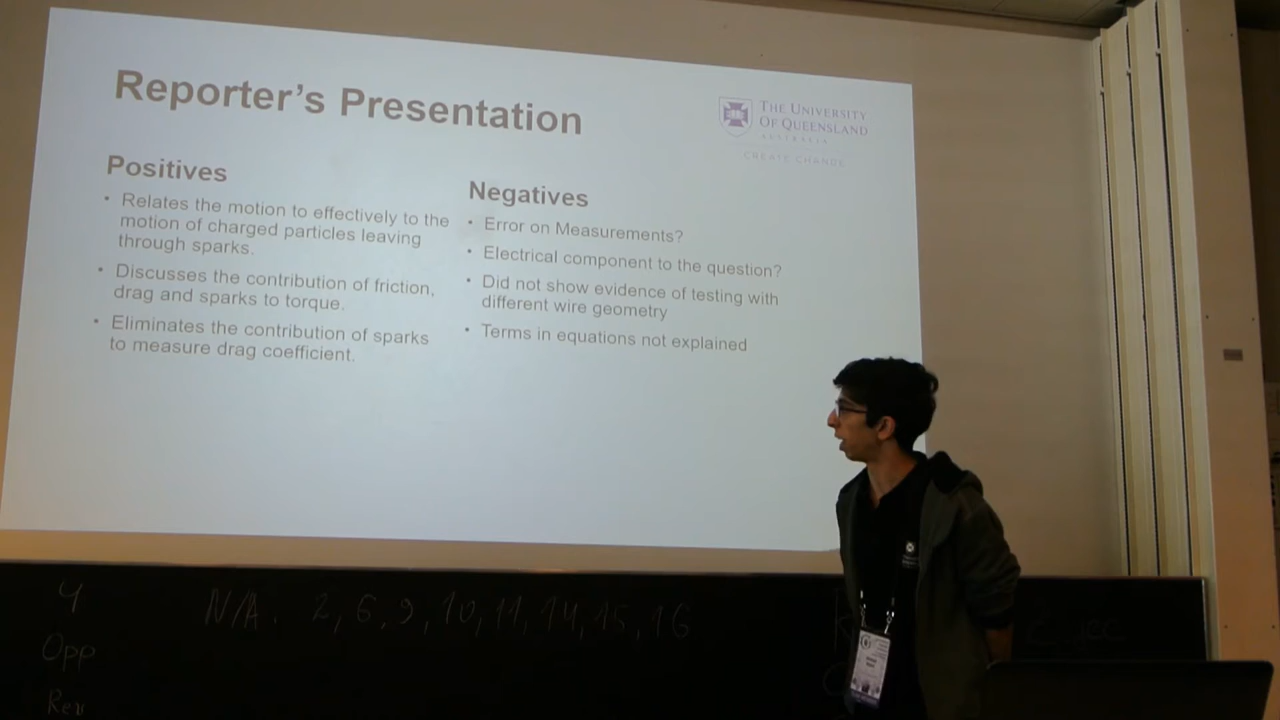 Reporter's Presentation
THE UNIVERSITY
OF QUEENSLAND
AUSTRALIA
CREATE CHANGE
Positives
• Relates the motion to effectively to the
motion of charged particles leaving
through sparks.
• Discusses the contribution of friction,
drag and sparks to torque.
• Eliminates the contribution of sparks
to measure drag coefficient.
Negatives
• Error on Measurements?
• Electrical component to the question?
• Did not show evidence of testing with
different wire geometry
• Terms in equations not explained
N/A. 2, 6, 9, 10, 11, 14, 15, 16
Opp
Rev